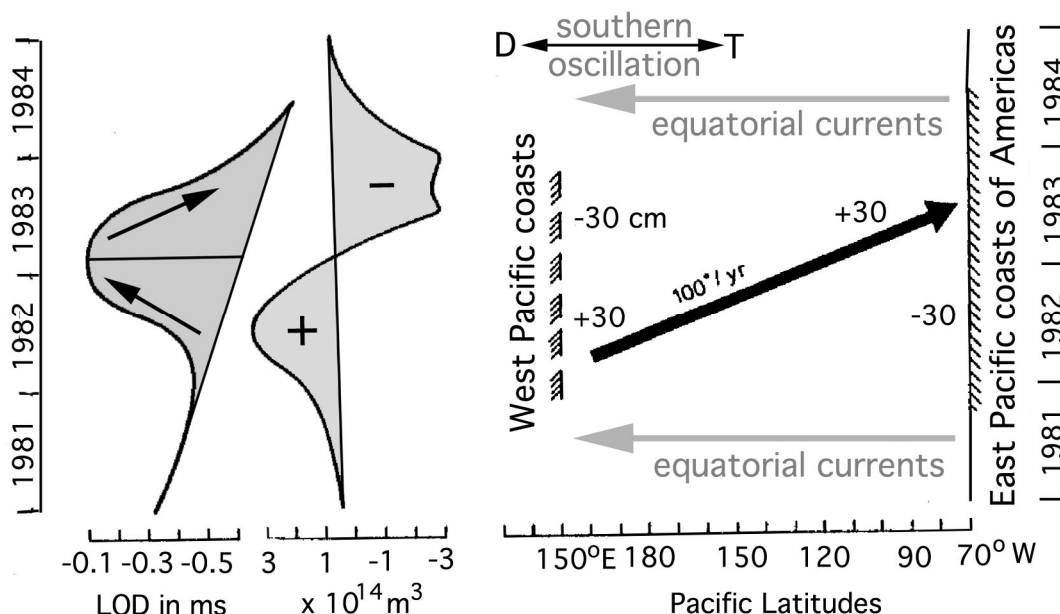 1984
1983
1982
1981
-0.1 -0.3 -0.5
LOD in ms
+
−
3 1 1 -3
x 10¹⁴ m³
D southern T
oscillation
equatorial currents
West Pacific coasts
-30 cm
+30
+30
100°/yr
-30
equatorial currents
150°E 180 150 120 90 70° W
Pacific Latitudes
East Pacific coasts of Americas
1984
1983
1982
1981